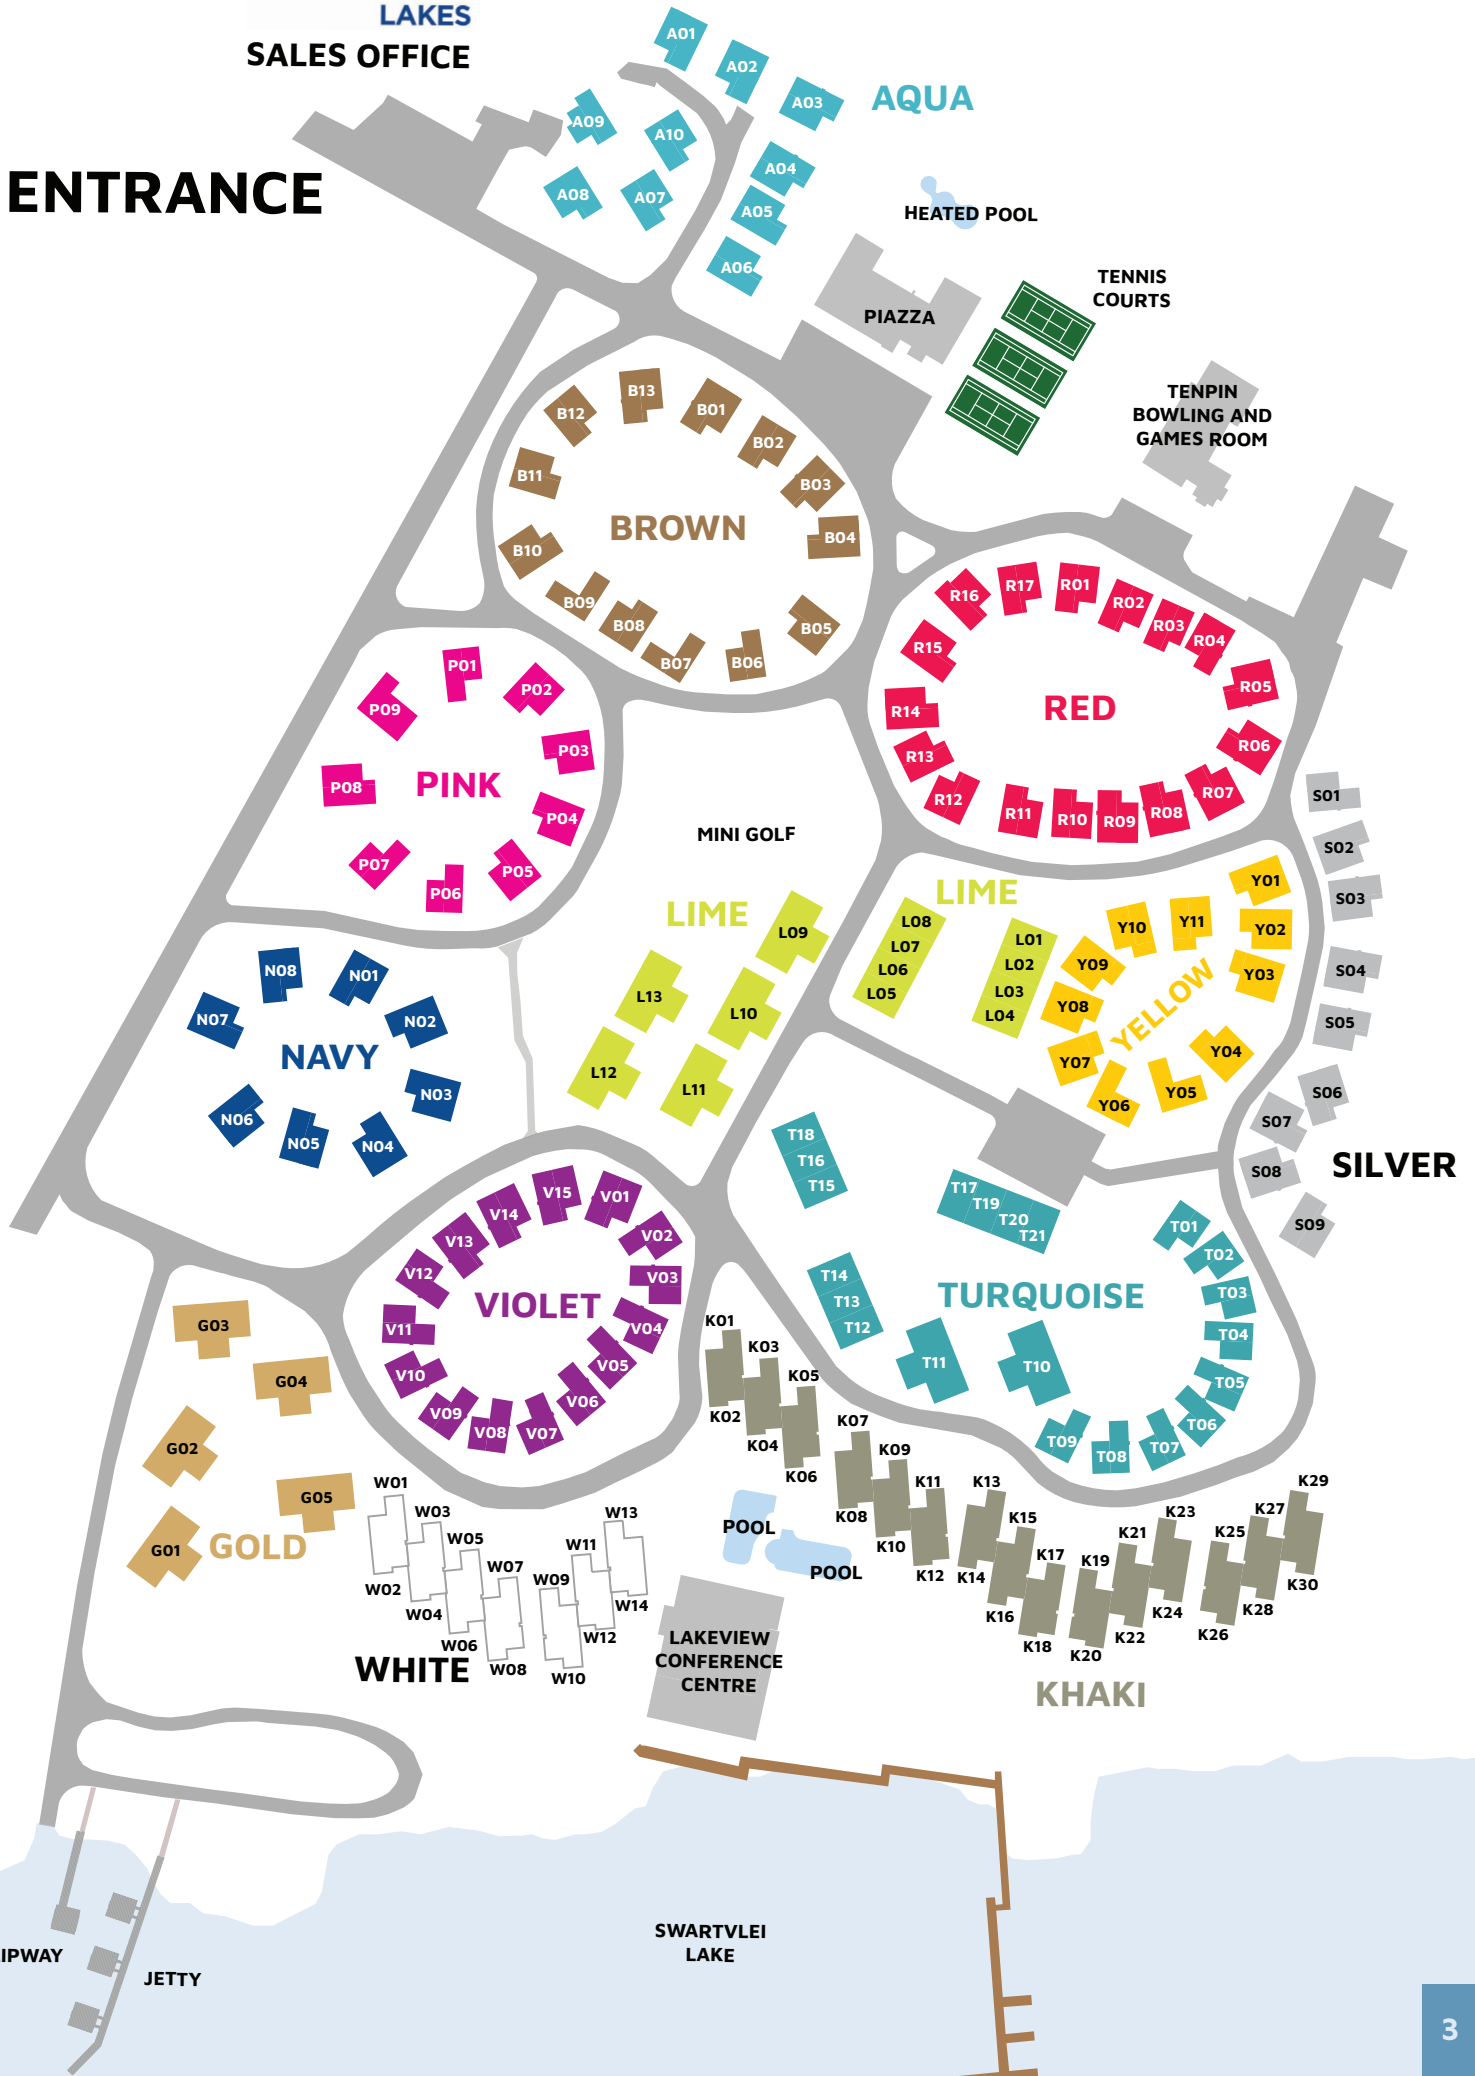 LAKES
SALES OFFICE
ENTRANCE
A01
A02
A03
AQUA
A09
A10
A04
A08
A07
A05
A06
HEATED POOL
PIAZZA
TENNIS
COURTS
TENPIN
BOWLING AND
GAMES ROOM
B13
B12
B01
B02
B11
B03
BROWN
B04
B10
B09
B08
B05
B07
B06
R17
R01
R16
R02
R03
R04
R15
R05
R14
RED
R06
R13
R12
R07
R11
R10
R09
R08
P01
P02
P09
P03
PINK
P08
P04
P07
P05
P06
MINI GOLF
S01
S02
S03
S04
S05
S06
S07
S08
S09
SILVER
LIME
L09
L13
L10
L12
L11
LIME
L08
L07
L06
L05
L01
L02
L03
L04
Y01
Y11
Y10
Y02
Y09
Y03
YELLOW
Y08
Y07
Y04
Y05
Y06
N08
N01
N07
N02
NAVY
N03
N06
N05
N04
T18
T16
T15
T17
T19
T20
T21
T01
T02
T14
T13
T12
TURQUOISE
T03
T04
T11
T10
T05
T06
T09
T08
T07
V15
V01
V14
V13
V02
V12
V03
VIOLET
V11
V04
V10
V05
V09
V06
V08
V07
G03
G04
G02
G05
G01
GOLD
K01
K03
K05
K02
K04
K06
K07
K09
K11
K08
K10
K12
K13
K15
K17
K14
K16
K18
K19
K21
K23
K20
K22
K24
K25
K27
K29
K26
K28
K30
KHAKI
W01
W03
W05
W07
W02
W04
W06
W08
W13
W11
W09
W14
W12
W10
WHITE
POOL
POOL
LAKEVIEW
CONFERENCE
CENTRE
SWARTVLEI
LAKE
IPWAY
JETTY
3